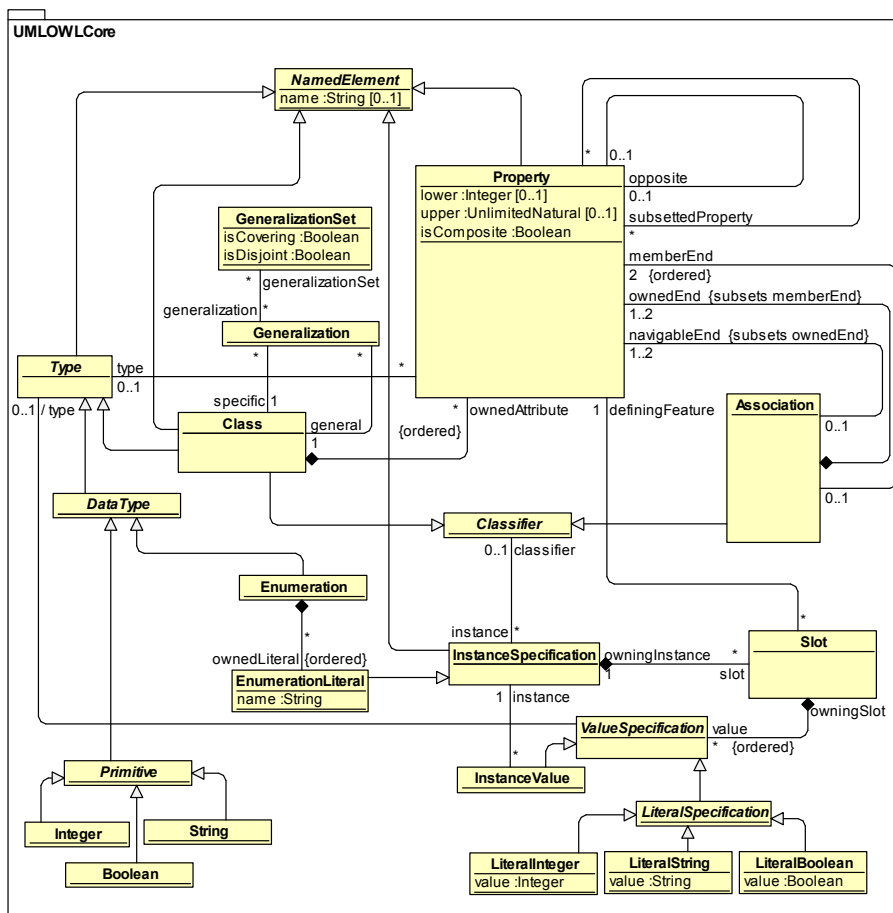 UMLOWLCore
NamedElement
name :String [0..1]
*
0..1
Property
lower :Integer [0..1]
upper :UnlimitedNatural [0..1]
isComposite :Boolean
opposite
0..1
subsettedProperty
*
memberEnd
2 {ordered}
ownedEnd {subsets memberEnd}
1..2
navigableEnd {subsets ownedEnd}
1..2
GeneralizationSet
isCovering :Boolean
isDisjoint :Boolean
* generalizationSet
generalization *
Generalization
* *
Type
type
0..1
*
0..1 / type
specific 1
Class
general
1
* ownedAttribute
{ordered}
1 definingFeature
Association
0..1
0..1
DataType
Classifier
0..1 classifier
Enumeration
*
ownedLiteral {ordered}
EnumerationLiteral
name :String
instance *
InstanceSpecification
owningInstance
1
*
slot
*
Slot
owningSlot
1 instance
*
ValueSpecification
value
* {ordered}
InstanceValue
Primitive
Integer
String
Boolean
LiteralSpecification
LiteralInteger
value :Integer
LiteralString
value :String
LiteralBoolean
value :Boolean